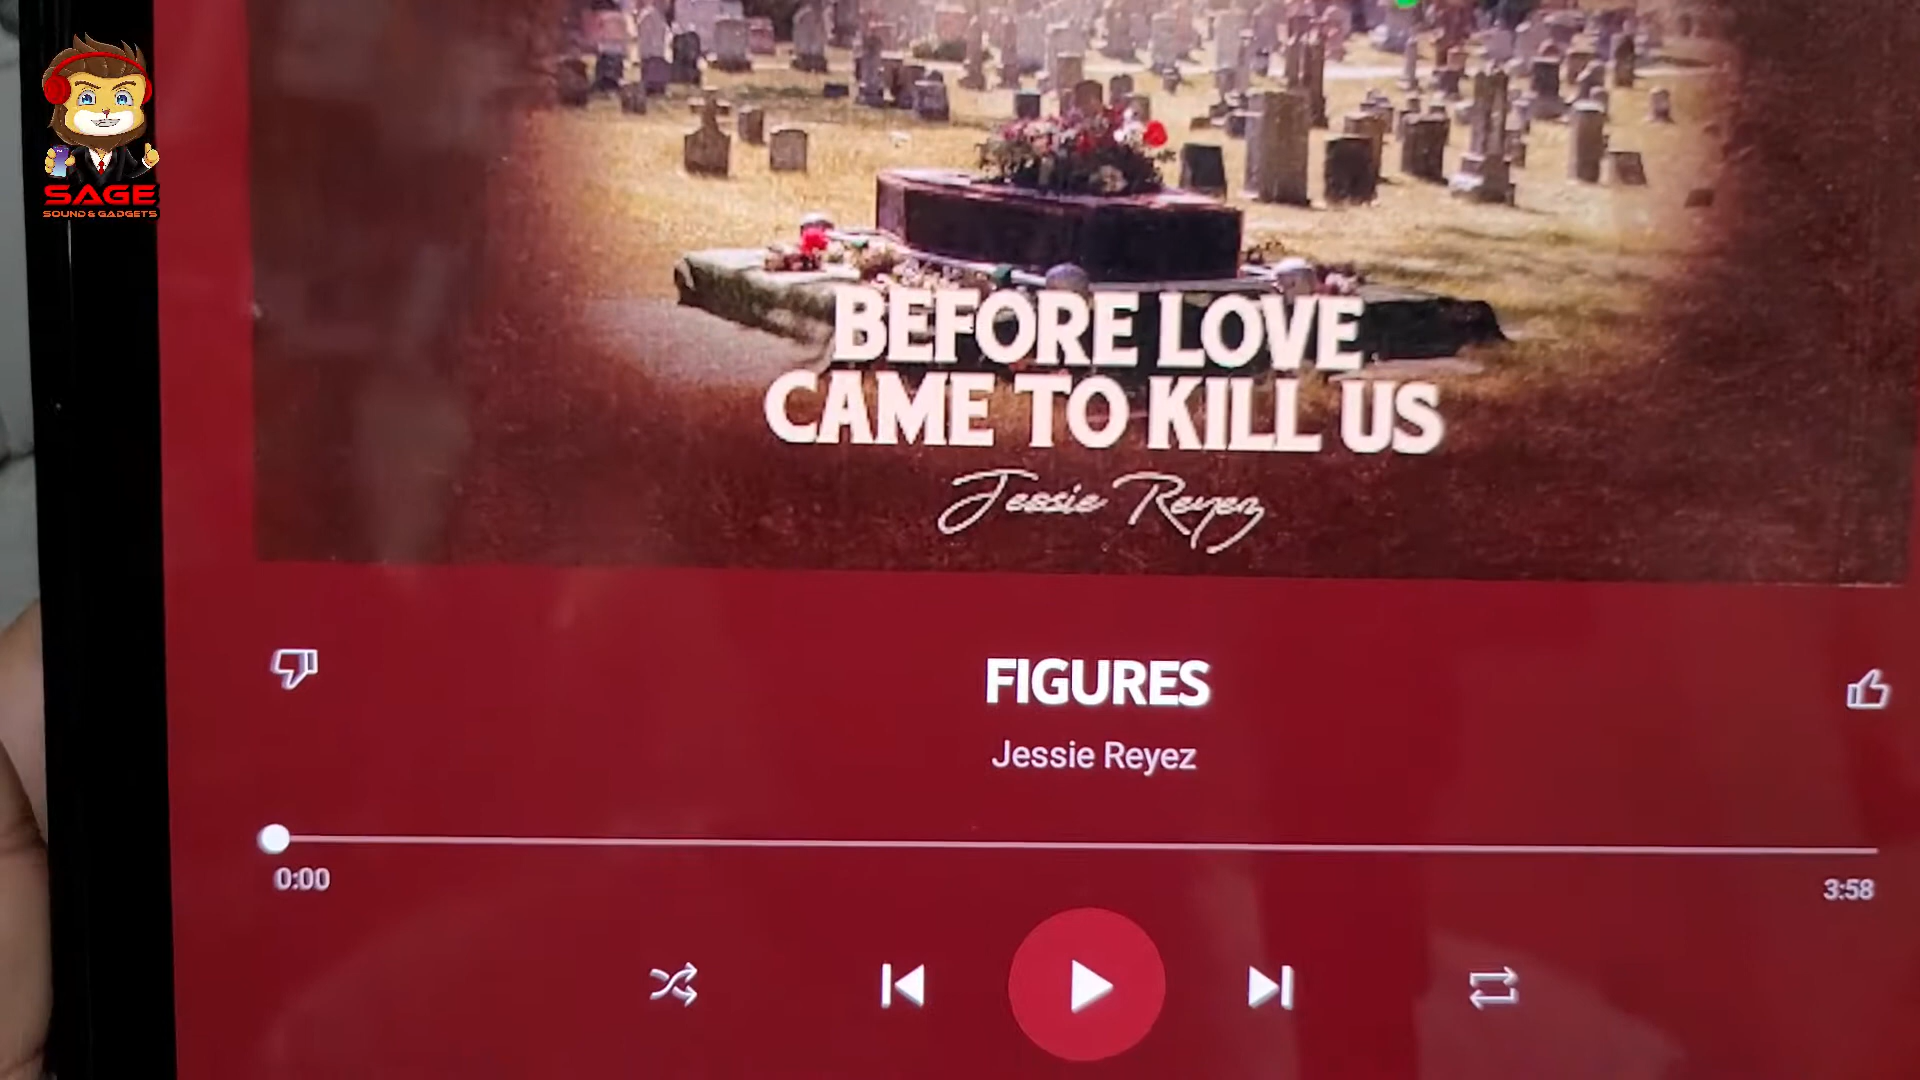 SAGE
SOUND & GADGETS
BEFORE LOVE
CAME TO KILL US
Jessie Reyez
FIGURES
Jessie Reyez
0:00
3:58